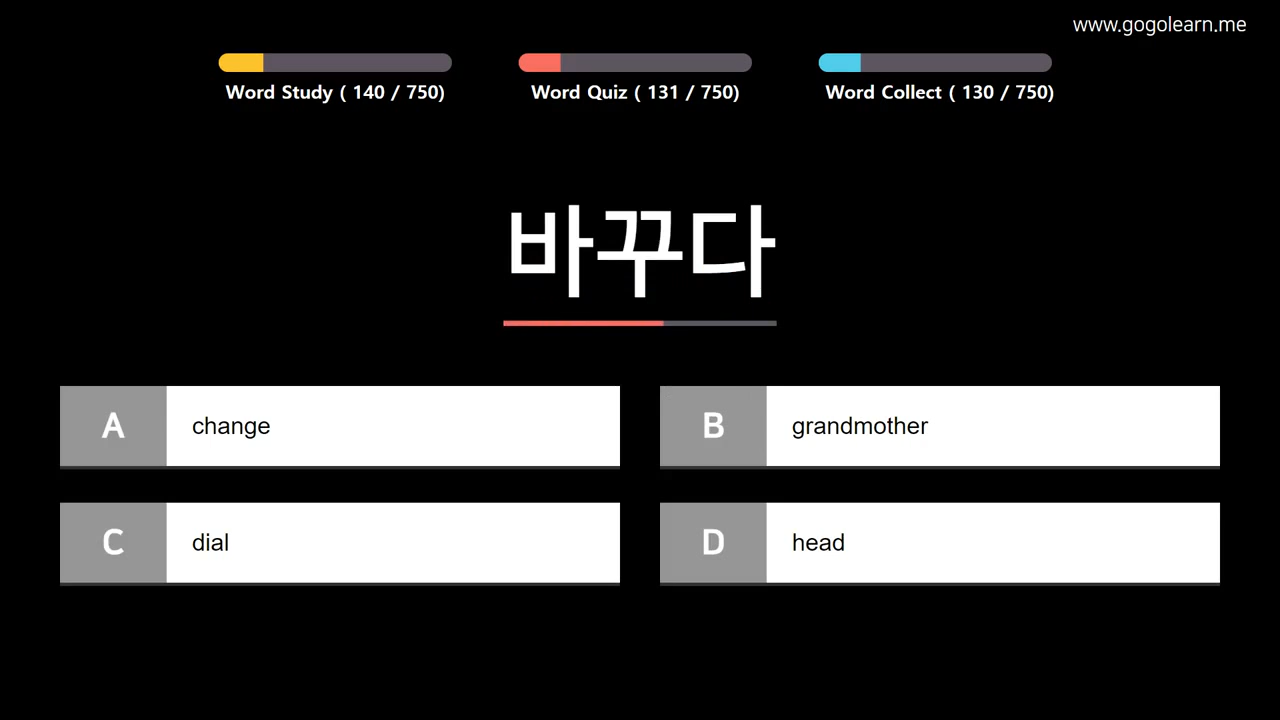 www.gogolearn.me
Word Study ( 140 / 750)
Word Quiz ( 131 / 750)
Word Collect ( 130 / 750)
바꾸다
A change
B grandmother
C dial
D head